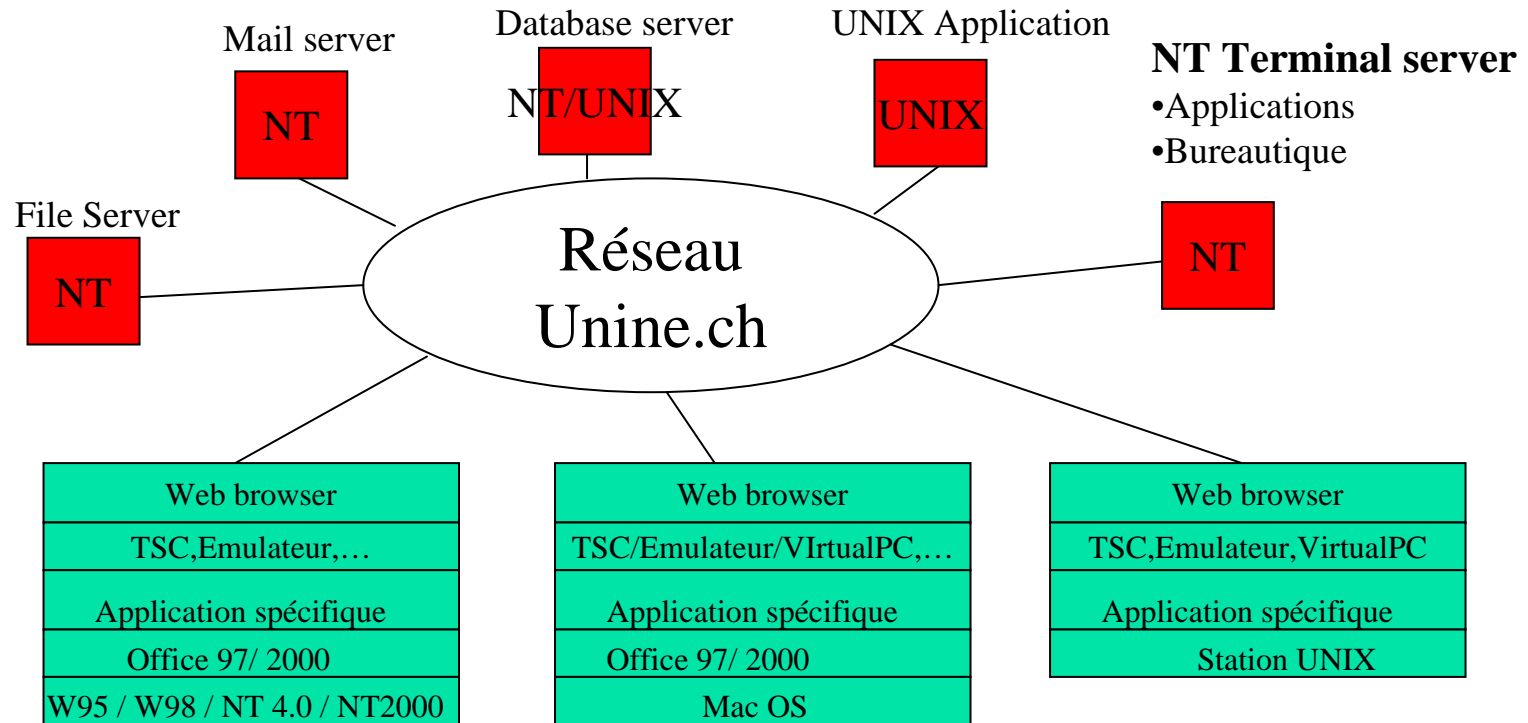 Mail server
Database server
UNIX Application
NT Terminal server
•Applications
•Bureautique
NT
NT/UNIX
UNIX
File Server
NT
NT
Réseau
Unine.ch
Web browser
TSC,Emulateur,…
Application spécifique
Office 97/ 2000
W95 / W98 / NT 4.0 / NT2000
Web browser
TSC/Emulateur/VIrtualPC,…
Application spécifique
Office 97/ 2000
Mac OS
Web browser
TSC,Emulateur,VirtualPC
Application spécifique
Station UNIX